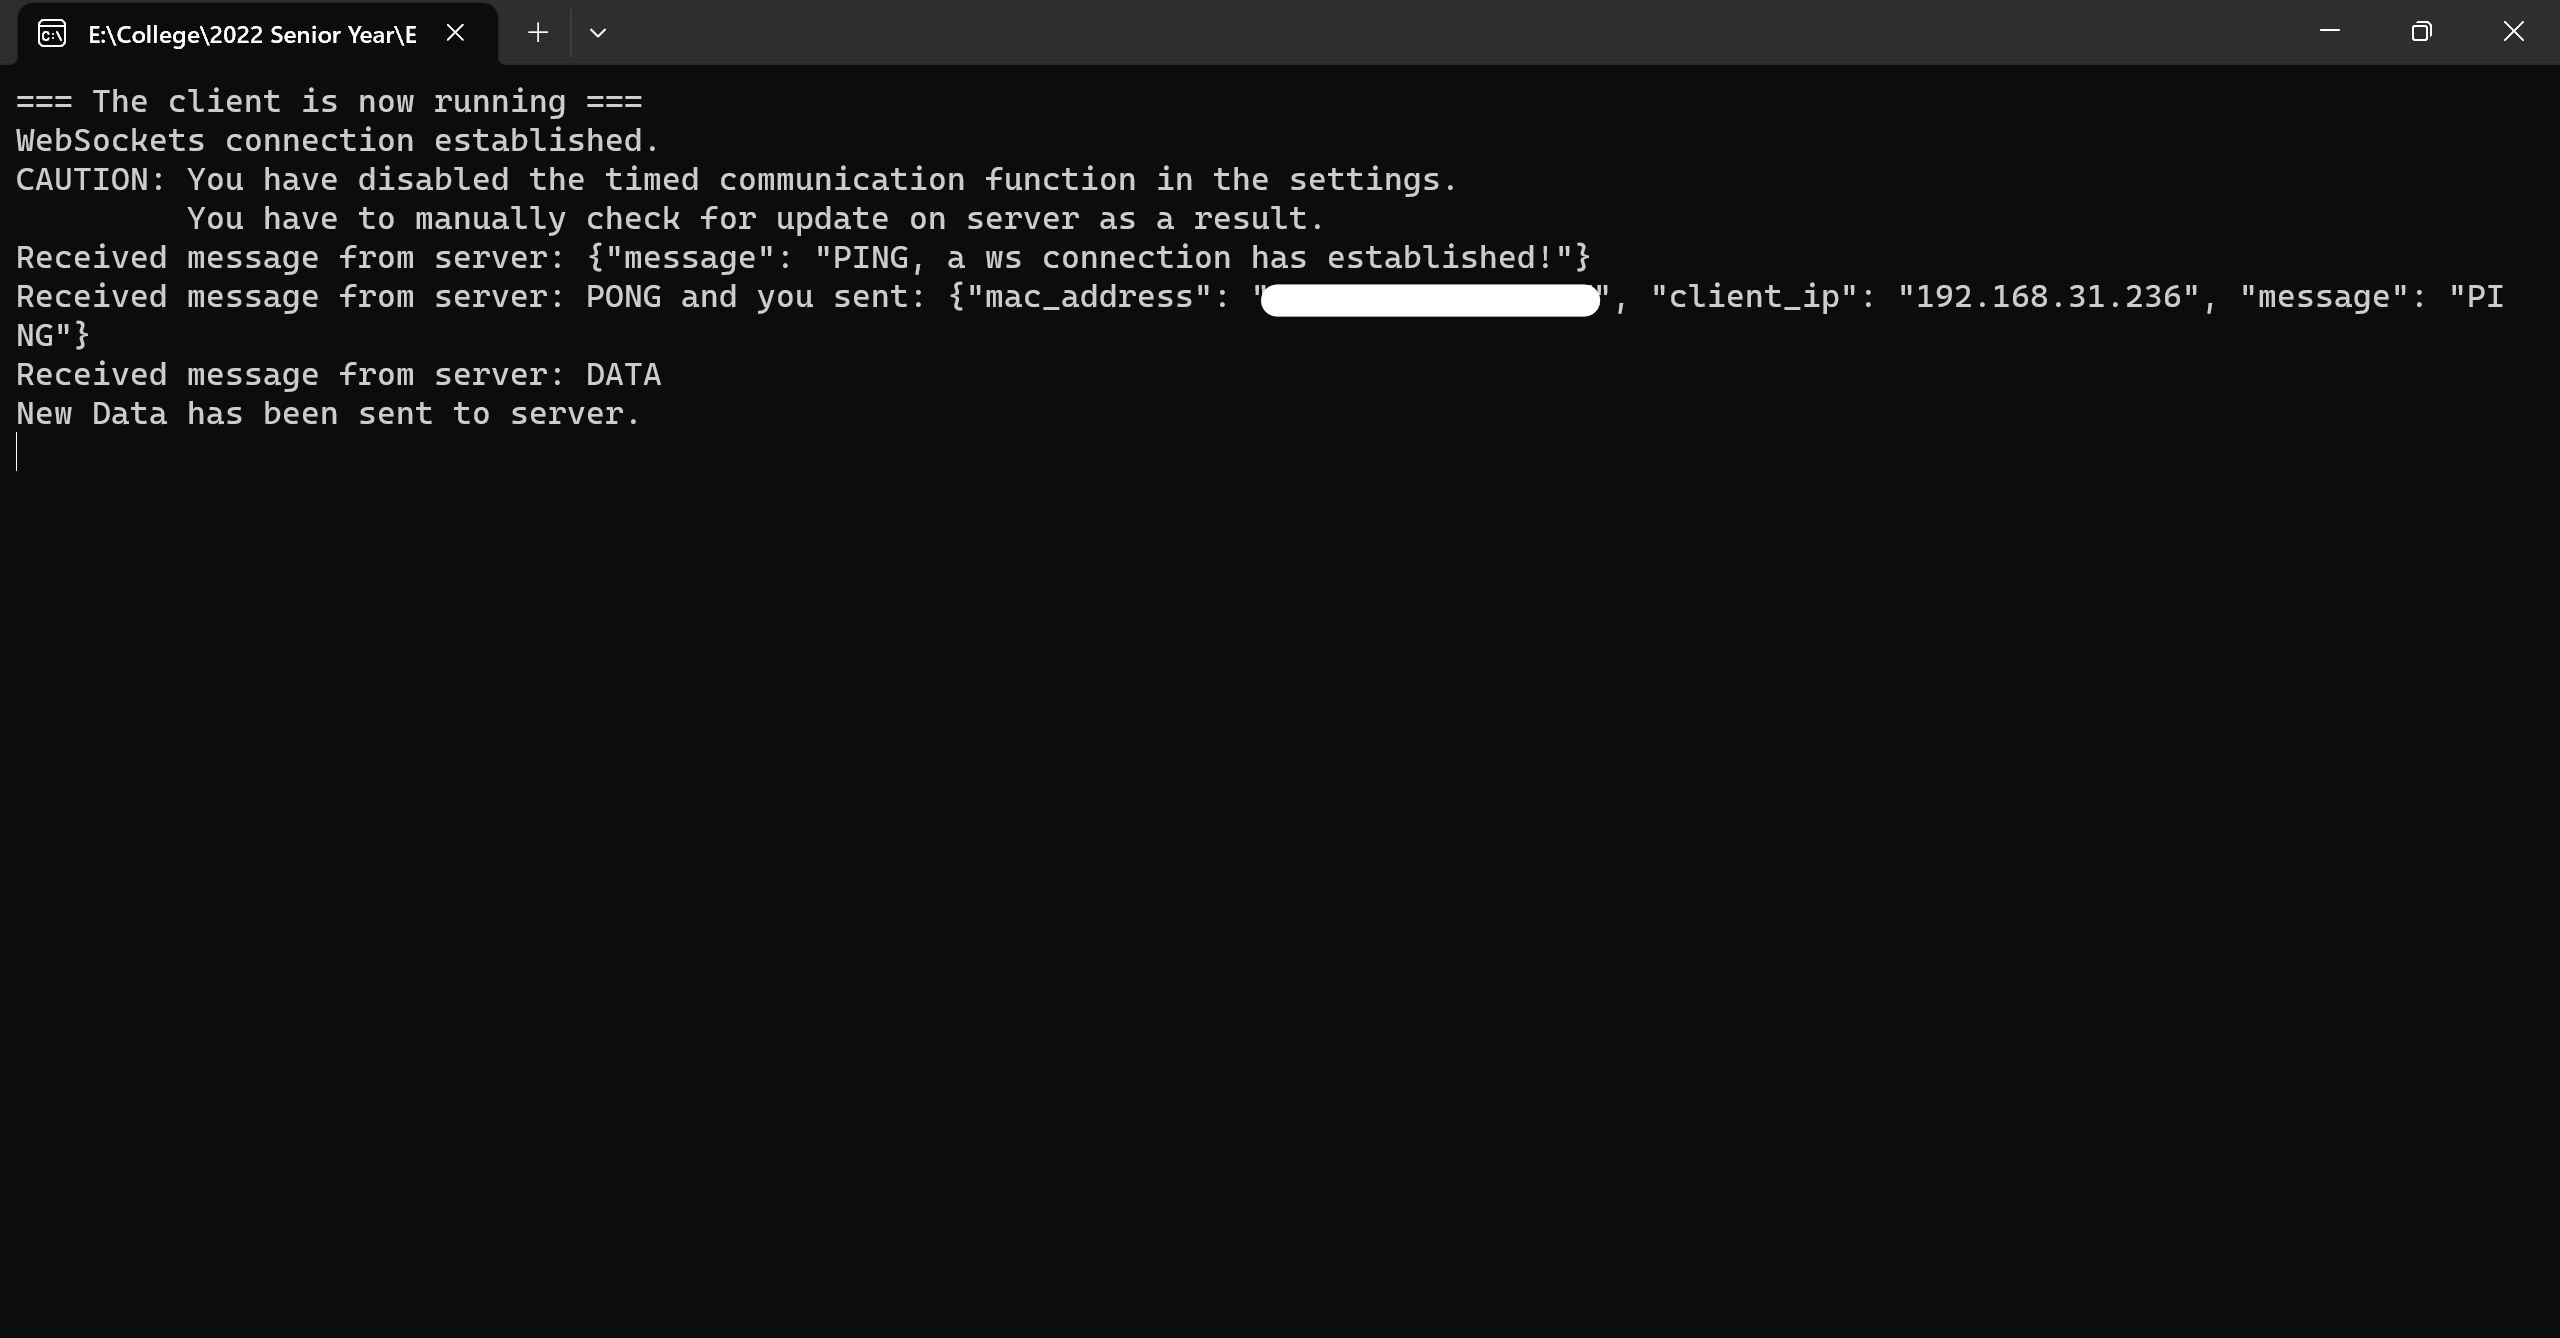 E:\College\2022 Senior Year\E
=== The client is now running ===
WebSockets connection established.
CAUTION: You have disabled the timed communication function in the settings.
You have to manually check for update on server as a result.
Received message from server: {"message": "PING, a ws connection has established!"}
Received message from server: PONG and you sent: {"mac_address": "", "client_ip": "192.168.31.236", "message": "PI
NG"}
Received message from server: DATA
New Data has been sent to server.